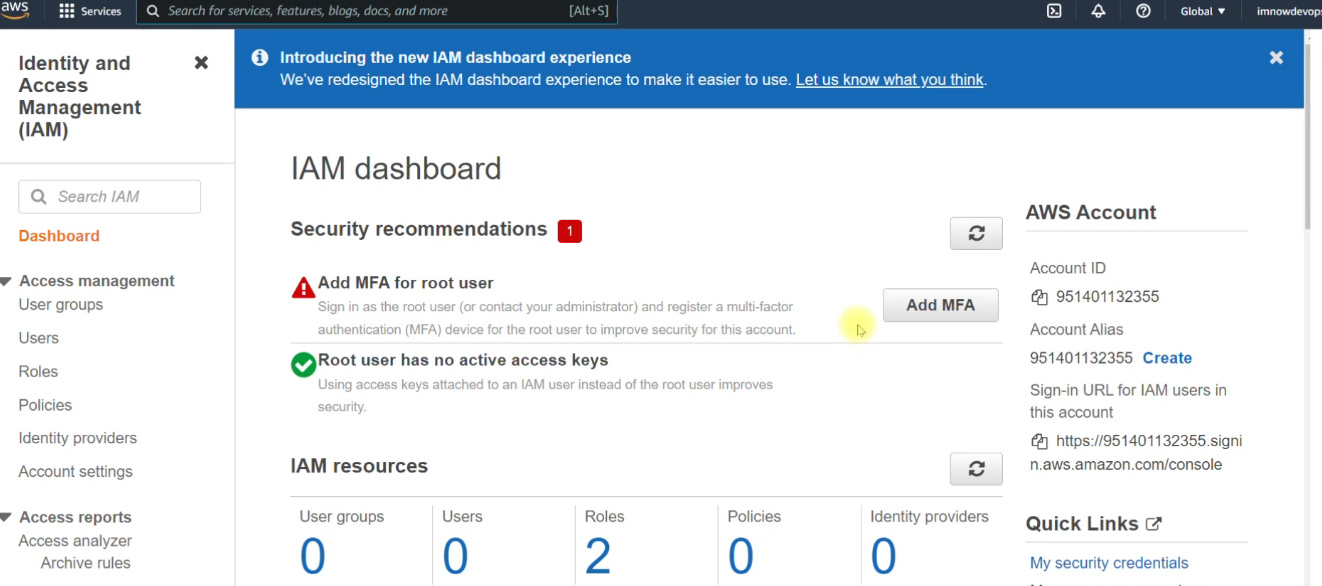 aws
Services
Search for services, features, blogs, docs, and more
[Alt+S]
Global ▼
imnowdevops
Identity and
Access
Management
(IAM)
Search IAM
Dashboard
Access management
User groups
Users
Roles
Policies
Identity providers
Account settings
Access reports
Access analyzer
Archive rules
Introducing the new IAM dashboard experience
We've redesigned the IAM dashboard experience to make it easier to use. Let us know what you think.
IAM dashboard
Security recommendations 1
Add MFA for root user
Sign in as the root user (or contact your administrator) and register a multi-factor
authentication (MFA) device for the root user to improve security for this account.
Add MFA
Root user has no active access keys
Using access keys attached to an IAM user instead of the root user improves
security.
IAM resources
User groups
0
Users
0
Roles
2
Policies
0
Identity providers
0
AWS Account
Account ID
951401132355
Account Alias
951401132355 Create
Sign-in URL for IAM users in
this account
https://951401132355.signi
n.aws.amazon.com/console
Quick Links
My security credentials